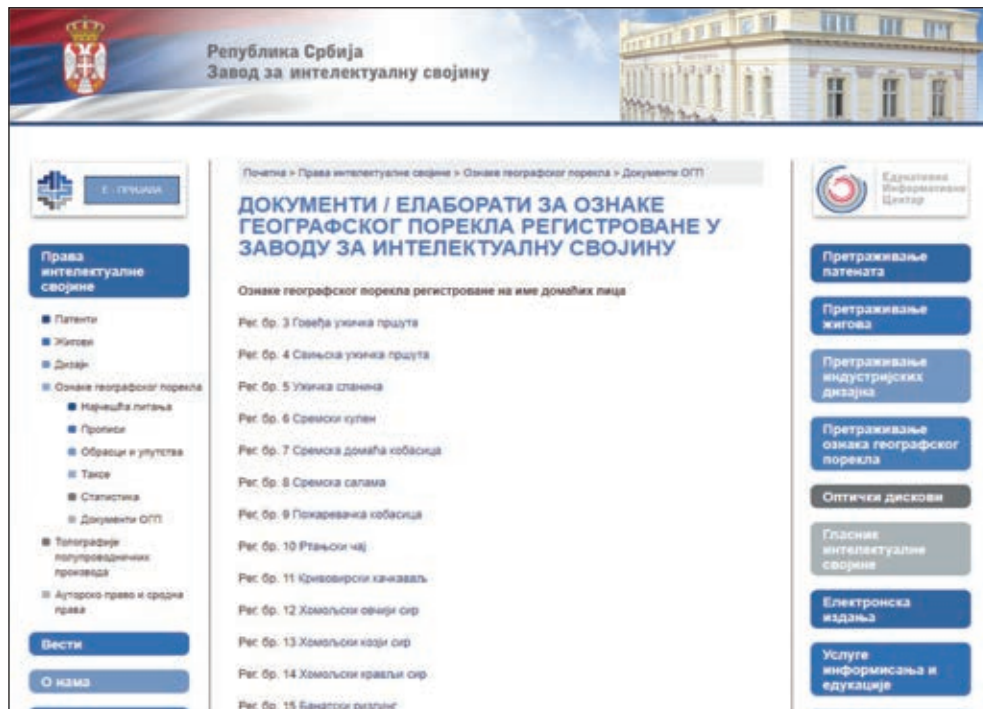 Република Србија
Завод за интелектуалну својину
Е - ПРИЈАВА
Права
интелектуалне
својине
Патенти
Жигови
Дизајн
Ознаке географског порекла
Најчешћа питања
Прописи
Обрасци и упутства
Таксе
Статистика
Документи ОГП
Топографије
полупроводничких
производа
Ауторско право и сродна
права
Вести
О нама
Почетна » Права интелектуалне својине » Ознаке географског порекла » Документи ОГП
ДОКУМЕНТИ / ЕЛАБОРАТИ ЗА ОЗНАКЕ
ГЕОГРАФСКОГ ПОРЕКЛА РЕГИСТРОВАНЕ У
ЗАВОДУ ЗА ИНТЕЛЕКТУАЛНУ СВОЈИНУ
Ознаке географског порекла регистроване на име домаћих лица
Рег. бр. 3 Говеђа ужичка пршута
Рег. бр. 4 Свињска ужичка пршута
Рег. бр. 5 Ужичка сланина
Рег. бр. 6 Сремски кулен
Рег. бр. 7 Сремска домаћа кобасица
Рег. бр. 8 Сремска салама
Рег. бр. 9 Пожаревачка кобасица
Рег. бр. 10 Ртањски чај
Рег. бр. 11 Кривовирски качкаваљ
Рег. бр. 12 Хомољски овчији сир
Рег. бр. 13 Хомољски козји сир
Рег. бр. 14 Хомољски крављи сир
Рег. бр. 15 Банатски ризлинг
Едукативно
Информативни
Центар
Претраживање
патената
Претраживање
жигова
Претраживање
индустријских
дизајна
Претраживање
ознака географског
порекла
Оптички дискови
Гласник
интелектуалне
својине
Електронска
издања
Услуге
информисања и
едукације